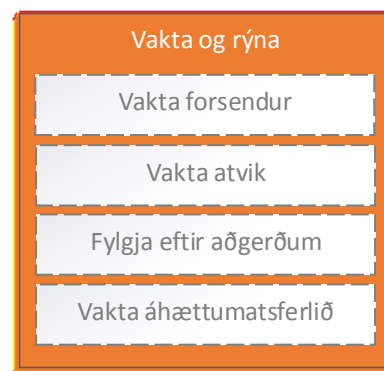 Vakta og rýna
Vakta forsendur
Vakta atvik
Fylgja eftir aðgerðum
Vakta áhættumatsferlið